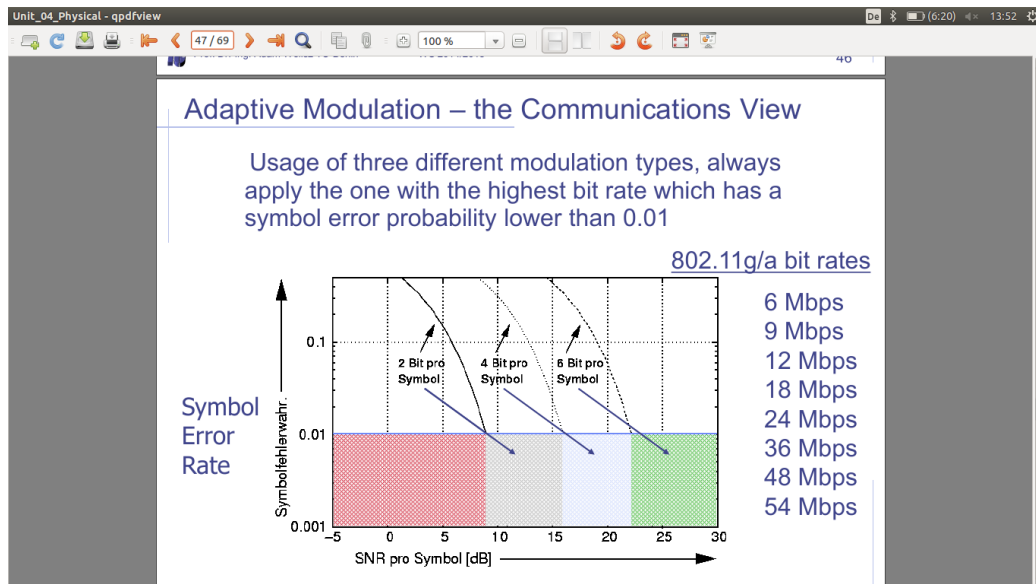 Unit_04_Physical - qpdfview
De
(6:20)
13:52
47/69
100 %
46
Adaptive Modulation – the Communications View
Usage of three different modulation types, always
apply the one with the highest bit rate which has a
symbol error probability lower than 0.01
802.11g/a bit rates
6 Mbps
9 Mbps
12 Mbps
18 Mbps
24 Mbps
36 Mbps
48 Mbps
54 Mbps
Symbol
Error
Rate
Symbolfehlerwahr.
0.1
0.01
0.001
2 Bit pro
Symbol
4 Bit pro
Symbol
6 Bit pro
Symbol
-5 0 5 10 15 20 25 30
SNR pro Symbol [dB]